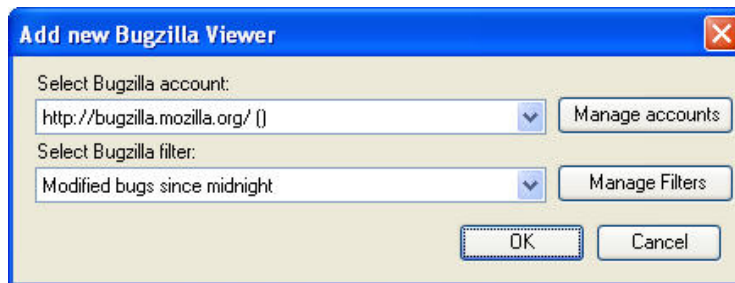 Add new Bugzilla Viewer
Select Bugzilla account:
http://bugzilla.mozilla.org/ ()
Manage accounts
Select Bugzilla filter:
Modified bugs since midnight
Manage Filters
OK
Cancel